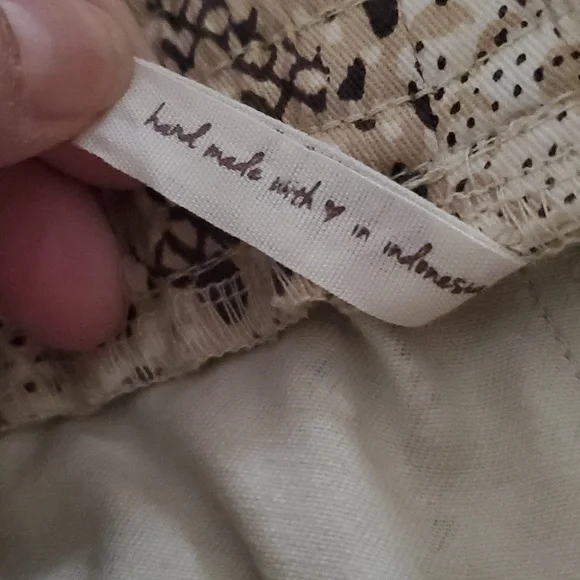 hand made with ♥ in indonesia